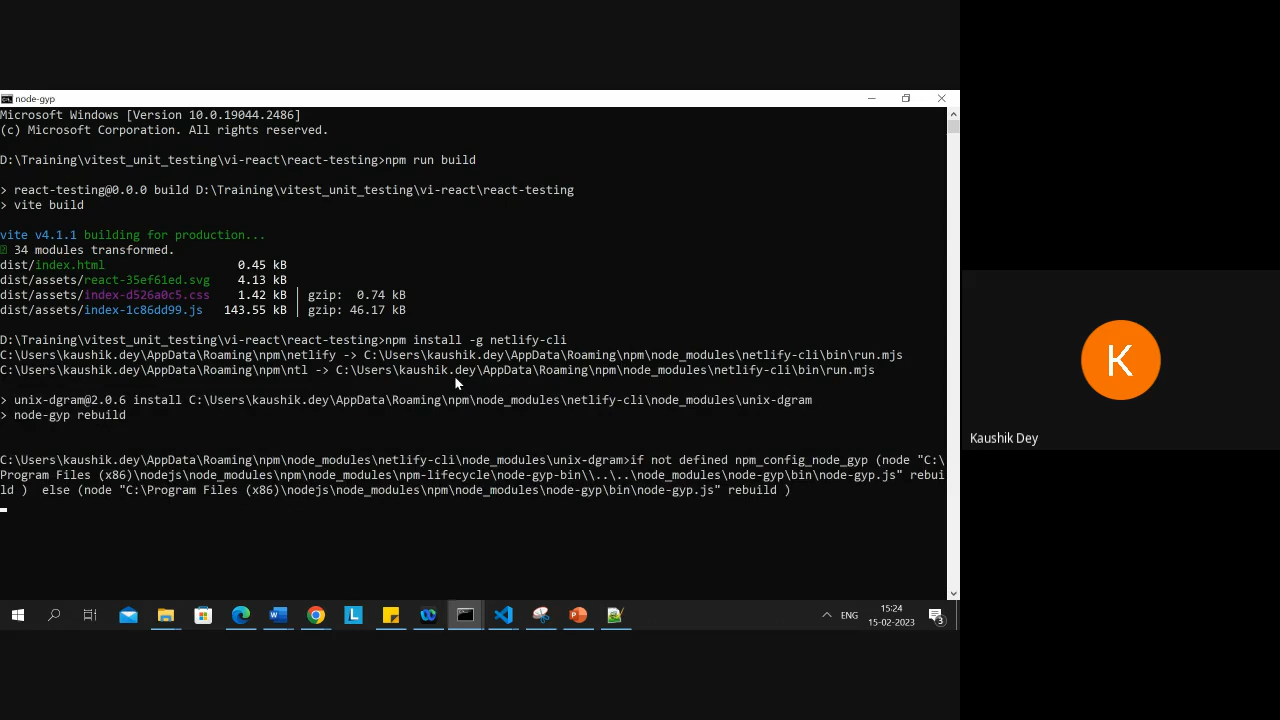 node-gyp
Microsoft Windows [Version 10.0.19044.2486]
(c) Microsoft Corporation. All rights reserved.
D:\Training\vitest_unit_testing\vi-react\react-testing>npm run build
> react-testing@0.0.0 build D:\Training\vitest_unit_testing\vi-react\react-testing
> vite build
vite v4.1.1 building for production...
34 modules transformed.
dist/index.html 0.45 kB
dist/assets/react-35ef61ed.svg 4.13 kB
dist/assets/index-d526a0c5.css 1.42 kB │ gzip: 0.74 kB
dist/assets/index-1c86dd99.js 143.55 kB │ gzip: 46.17 kB
D:\Training\vitest_unit_testing\vi-react\react-testing>npm install -g netlify-cli
C:\Users\kaushik.dey\AppData\Roaming\npm\netlify -> C:\Users\kaushik.dey\AppData\Roaming\npm\node_modules\netlify-cli\bin\run.mjs
C:\Users\kaushik.dey\AppData\Roaming\npm\ntl -> C:\Users\kaushik.dey\AppData\Roaming\npm\node_modules\netlify-cli\bin\run.mjs
> unix-dgram@2.0.6 install C:\Users\kaushik.dey\AppData\Roaming\npm\node_modules\netlify-cli\node_modules\unix-dgram
> node-gyp rebuild
C:\Users\kaushik.dey\AppData\Roaming\npm\node_modules\netlify-cli\node_modules\unix-dgram>if not defined npm_config_node_gyp (node "C:\
Program Files (x86)\nodejs\node_modules\npm\node_modules\npm-lifecycle\node-gyp-bin\\..\..\node_modules\node-gyp\bin\node-gyp.js" rebui
ld )  else (node "C:\Program Files (x86)\nodejs\node_modules\npm\node_modules\node-gyp\bin\node-gyp.js" rebuild )
K
Kaushik Dey
ENG
15:24
15-02-2023
3